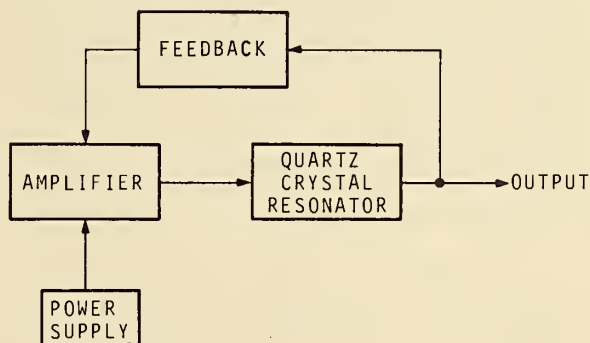 FEEDBACK
AMPLIFIER
QUARTZ
CRYSTAL
RESONATOR
OUTPUT
POWER
SUPPLY